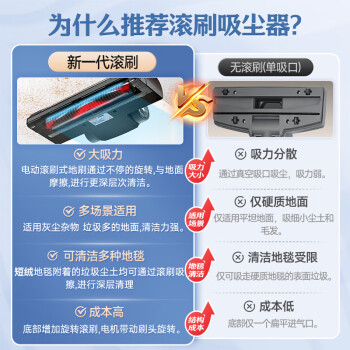 为什么推荐滚刷吸尘器?
新一代滚刷
VS
无滚刷(单吸口)
大吸力
电动滚刷式地刷通过不停的旋转,与地面
摩擦,进行更深层次清洁。
吸力
大小
吸力分散
通过真空吸口吸尘,吸力弱。
多场景适用
适用灰尘杂物 垃圾多的地面,清洁力强。
适用
场景
仅硬质地面
仅适用平坦地面,吸细小尘土和
毛发。
可清洁多种地毯
短绒地毯附着的垃圾尘土均可通过滚刷吸
除,进行深层清理
地毯
清洁
清洁地毯受限
仅可吸走硬质地毯的表面垃圾。
成本高
底部增加旋转滚刷,电机带动刷头旋转。
结构
成本
成本低
底部仅一个扁平进气口。